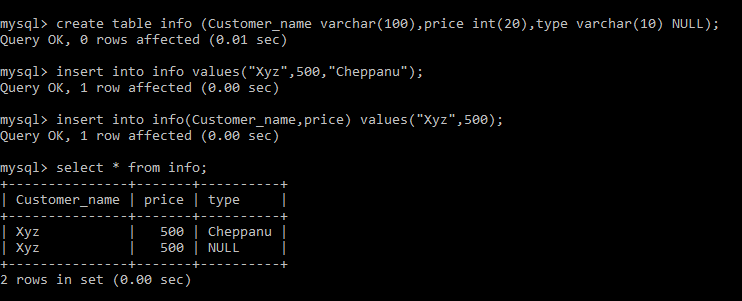 mysql> create table info (Customer_name varchar(100),price int(20),type varchar(10) NULL);
Query OK, 0 rows affected (0.01 sec)
mysql> insert into info values("Xyz",500,"Cheppanu");
Query OK, 1 row affected (0.00 sec)
mysql> insert into info(Customer_name,price) values("Xyz",500);
Query OK, 1 row affected (0.00 sec)
mysql> select * from info;
+---------------+-------+----------+
| Customer_name | price | type     |
+---------------+-------+----------+
| Xyz           |   500 | Cheppanu |
| Xyz           |   500 | NULL     |
+---------------+-------+----------+
2 rows in set (0.00 sec)